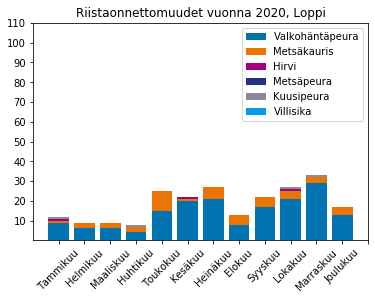 Riistaonnettomuudet vuonna 2020, Loppi
110
100
90
80
70
60
50
40
30
20
10
Valkohäntäpeura
Metsäkauris
Hirvi
Metsäpeura
Kuusipeura
Villisika
Tammikuu
Helmikuu
Maaliskuu
Huhtikuu
Toukokuu
Kesäkuu
Heinäkuu
Elokuu
Syyskuu
Lokakuu
Marraskuu
Joulukuu